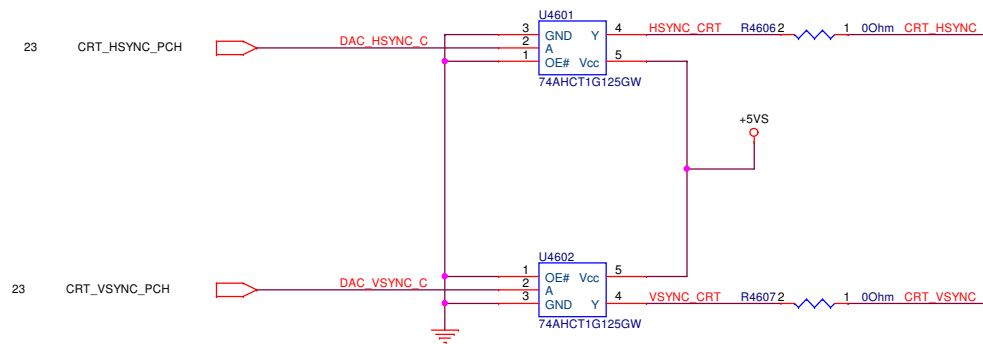 U4601
23 CRT_HSYNC_PCH DAC_HSYNC_C 3 GND Y 4 HSYNC_CRT R4606 2 1 0Ohm CRT_HSYNC
2 A
1 OE# Vcc 5
74AHCT1G125GW
+5VS
U4602
1 OE# Vcc 5
23 CRT_VSYNC_PCH DAC_VSYNC_C 2 A
3 GND Y 4 VSYNC_CRT R4607 2 1 0Ohm CRT_VSYNC
74AHCT1G125GW